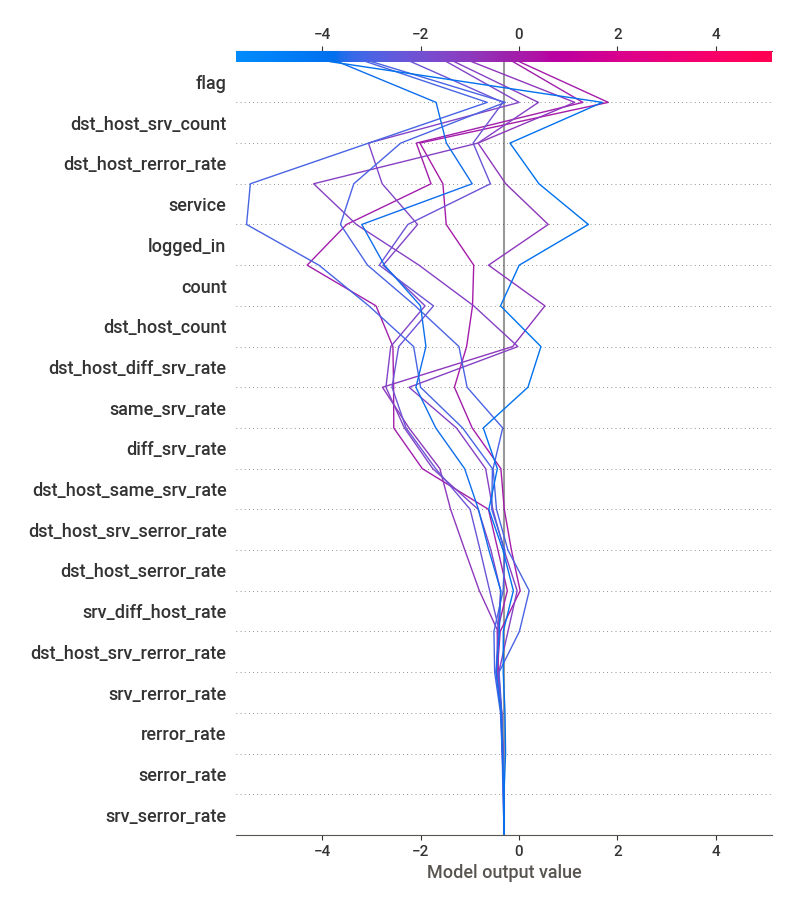 −4 −2 0 2 4
flag
dst_host_srv_count
dst_host_rerror_rate
service
logged_in
count
dst_host_count
dst_host_diff_srv_rate
same_srv_rate
diff_srv_rate
dst_host_same_srv_rate
dst_host_srv_serror_rate
dst_host_serror_rate
srv_diff_host_rate
dst_host_srv_rerror_rate
srv_rerror_rate
rerror_rate
serror_rate
srv_serror_rate
−4 −2 0 2 4
Model output value